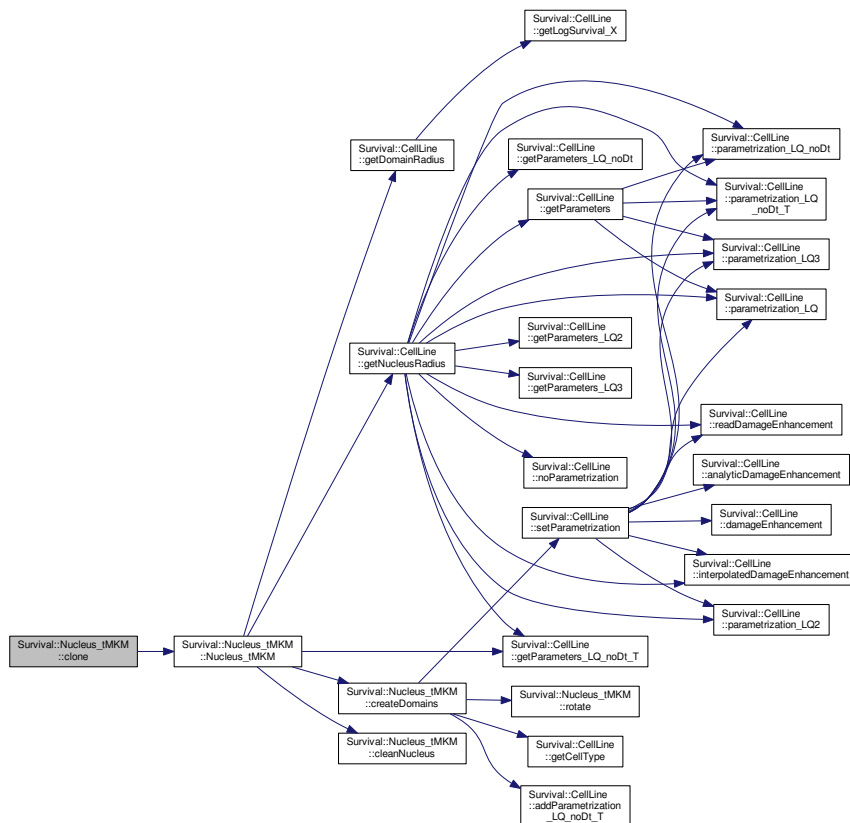 Survival::CellLine
::getLogSurvival_X
Survival::CellLine
::getDomainRadius
Survival::CellLine
::getParameters_LQ_noDt
Survival::CellLine
::parametrization_LQ_noDt
Survival::CellLine
::getParameters
Survival::CellLine
::parametrization_LQ
_noDt_T
Survival::CellLine
::parametrization_LQ3
Survival::CellLine
::parametrization_LQ
Survival::CellLine
::getNucleusRadius
Survival::CellLine
::getParameters_LQ2
Survival::CellLine
::getParameters_LQ3
Survival::CellLine
::readDamageEnhancement
Survival::CellLine
::noParametrization
Survival::CellLine
::analyticDamageEnhancement
Survival::CellLine
::setParametrization
Survival::CellLine
::damageEnhancement
Survival::CellLine
::interpolatedDamageEnhancement
Survival::CellLine
::parametrization_LQ2
Survival::Nucleus_tMKM
::clone
Survival::Nucleus_tMKM
::Nucleus_tMKM
Survival::CellLine
::getParameters_LQ_noDt_T
Survival::Nucleus_tMKM
::createDomains
Survival::Nucleus_tMKM
::rotate
Survival::Nucleus_tMKM
::cleanNucleus
Survival::CellLine
::getCellType
Survival::CellLine
::addParametrization
_LQ_noDt_T